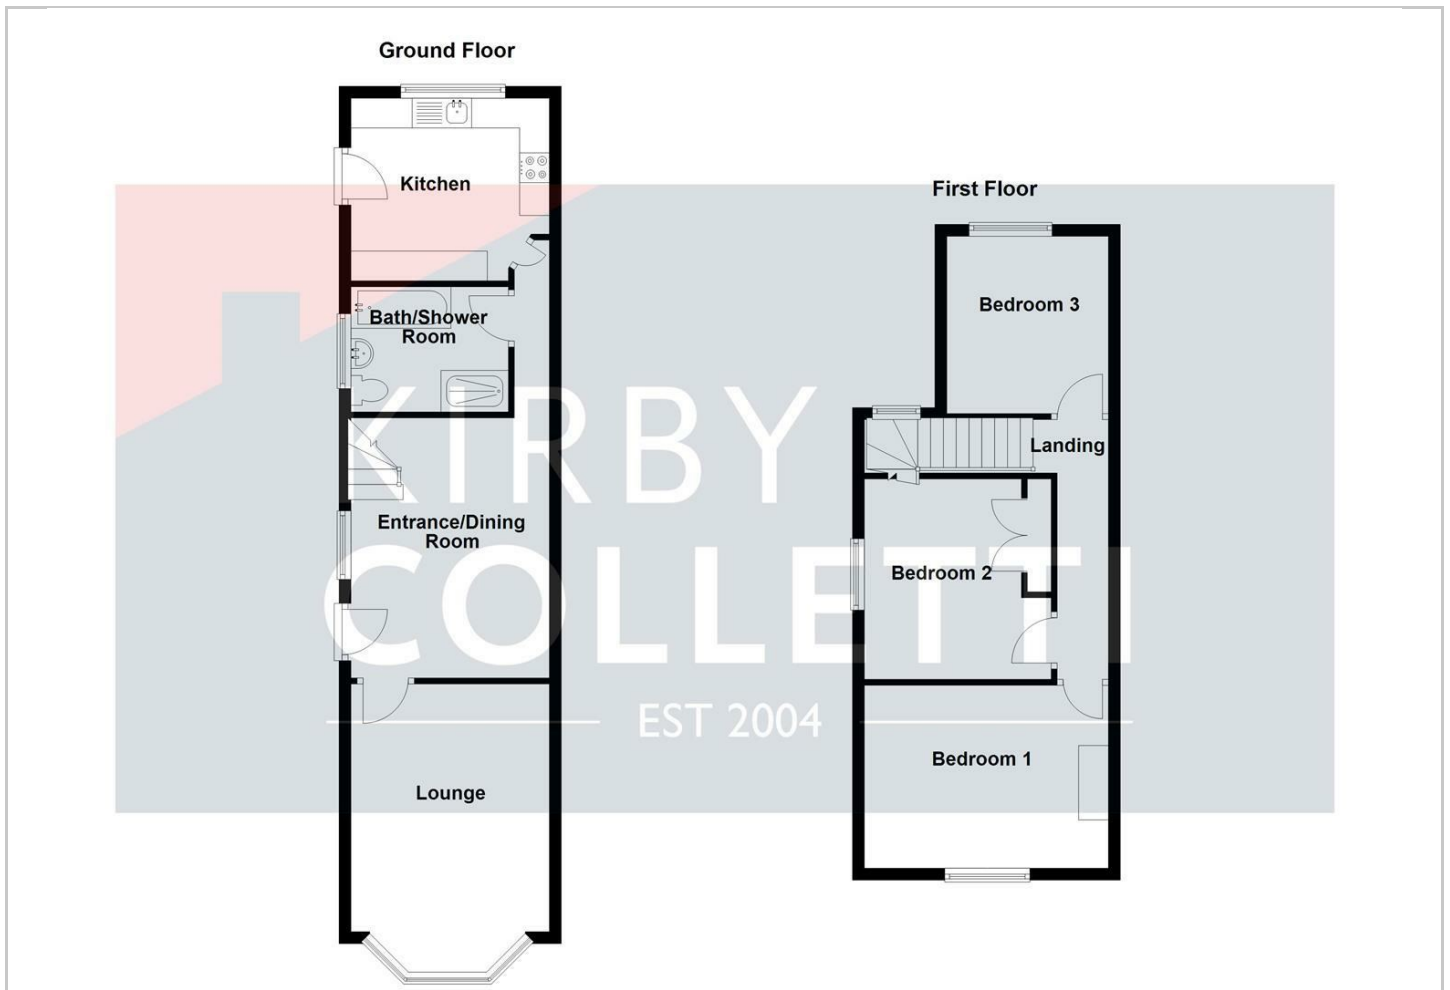 Ground Floor
Kitchen
Bath/Shower
Room
Entrance/Dining
Room
Lounge
First Floor
Bedroom 3
Landing
Bedroom 2
Bedroom 1
KIRBY
COLLETTI
EST 2004